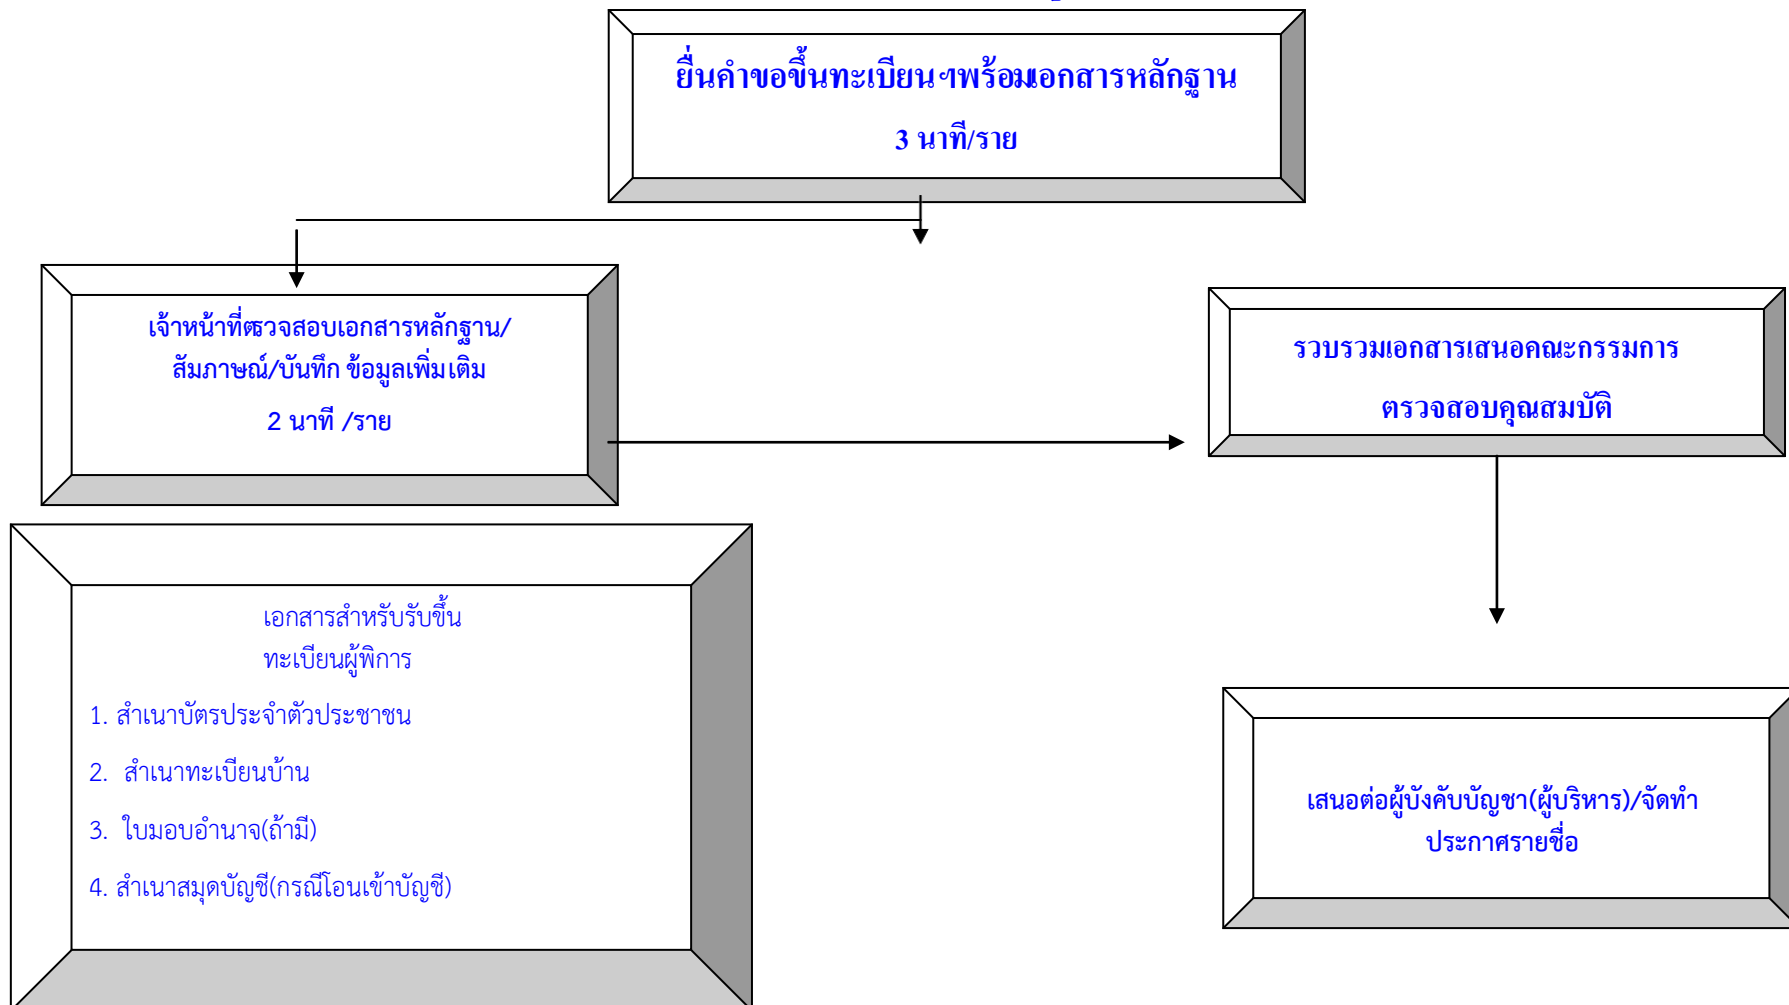 ยื่นคำขอขึ้นทะเบียนฯพร้อมเอกสารหลักฐาน
3 นาที/ราย
เจ้าหน้าที่ตรวจสอบเอกสารหลักฐาน/
สัมภาษณ์/บันทึก ข้อมูลเพิ่มเติม
2 นาที /ราย
รวบรวมเอกสารเสนอคณะกรรมการ
ตรวจสอบคุณสมบัติ
เอกสารสำหรับรับขึ้น
ทะเบียนผู้พิการ
1. สำเนาบัตรประจำตัวประชาชน
2. สำเนาทะเบียนบ้าน
3. ใบมอบอำนาจ(ถ้ามี)
4. สำเนาสมุดบัญชี(กรณีโอนเข้าบัญชี)
เสนอต่อผู้บังคับบัญชา(ผู้บริหาร)/จัดทำ
ประกาศรายชื่อ